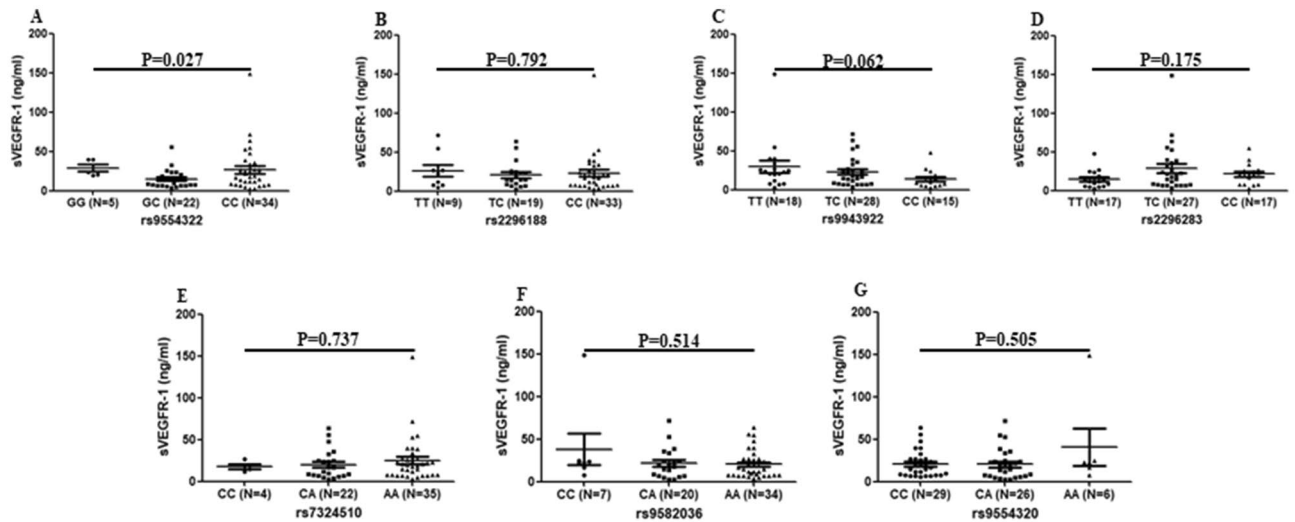 A
B
C
D
200
150
100
50
0
sVEGFR-1 (ng/ml)
P=0.027
GG (N=5) GC (N=22) CC (N=34)
rs9554322
200
150
100
50
0
sVEGFR-1 (ng/ml)
P=0.792
TT (N=9) TC (N=19) CC (N=33)
rs2296188
200
150
100
50
0
sVEGFR-1 (ng/ml)
P=0.062
TT (N=18) TC (N=28) CC (N=15)
rs9943922
200
150
100
50
0
sVEGFR-1 (ng/ml)
P=0.175
TT (N=17) TC (N=27) CC (N=17)
rs2296283
E
F
G
200
150
100
50
0
sVEGFR-1 (ng/ml)
P=0.737
CC (N=4) CA (N=22) AA (N=35)
rs7324510
200
150
100
50
0
sVEGFR-1 (ng/ml)
P=0.514
CC (N=7) CA (N=20) AA (N=34)
rs9582036
200
150
100
50
0
sVEGFR-1 (ng/ml)
P=0.505
CC (N=29) CA (N=26) AA (N=6)
rs9554320